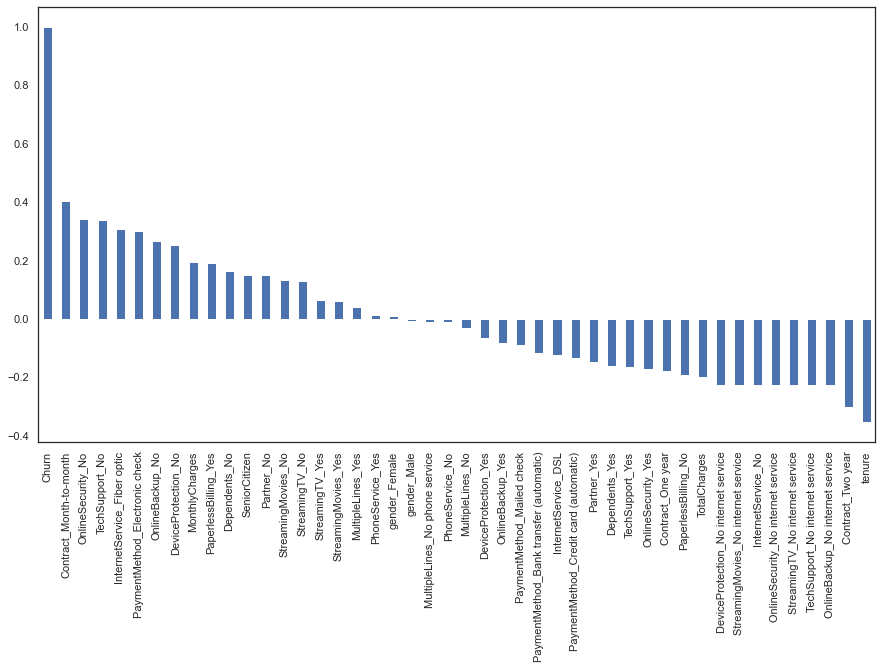 1.0
0.8
0.6
0.4
0.2
0.0
−0.2
−0.4
Churn
Contract_Month-to-month
OnlineSecurity_No
TechSupport_No
InternetService_Fiber optic
PaymentMethod_Electronic check
OnlineBackup_No
DeviceProtection_No
MonthlyCharges
PaperlessBilling_Yes
Dependents_No
SeniorCitizen
Partner_No
StreamingMovies_No
StreamingTV_No
StreamingTV_Yes
StreamingMovies_Yes
MultipleLines_Yes
PhoneService_Yes
gender_Female
gender_Male
MultipleLines_No phone service
PhoneService_No
MultipleLines_No
DeviceProtection_Yes
OnlineBackup_Yes
PaymentMethod_Mailed check
PaymentMethod_Bank transfer (automatic)
InternetService_DSL
PaymentMethod_Credit card (automatic)
Partner_Yes
Dependents_Yes
TechSupport_Yes
OnlineSecurity_Yes
Contract_One year
PaperlessBilling_No
TotalCharges
DeviceProtection_No internet service
StreamingMovies_No internet service
InternetService_No
OnlineSecurity_No internet service
StreamingTV_No internet service
TechSupport_No internet service
OnlineBackup_No internet service
Contract_Two year
tenure